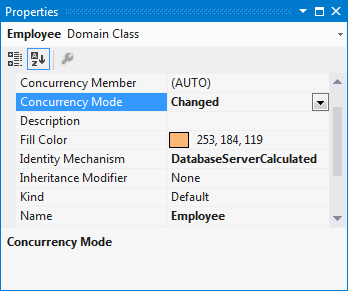 Properties
Employee Domain Class
Concurrency Member (AUTO)
Concurrency Mode Changed
Description
Fill Color 253, 184, 119
Identity Mechanism DatabaseServerCalculated
Inheritance Modifier None
Kind Default
Name Employee
Concurrency Mode